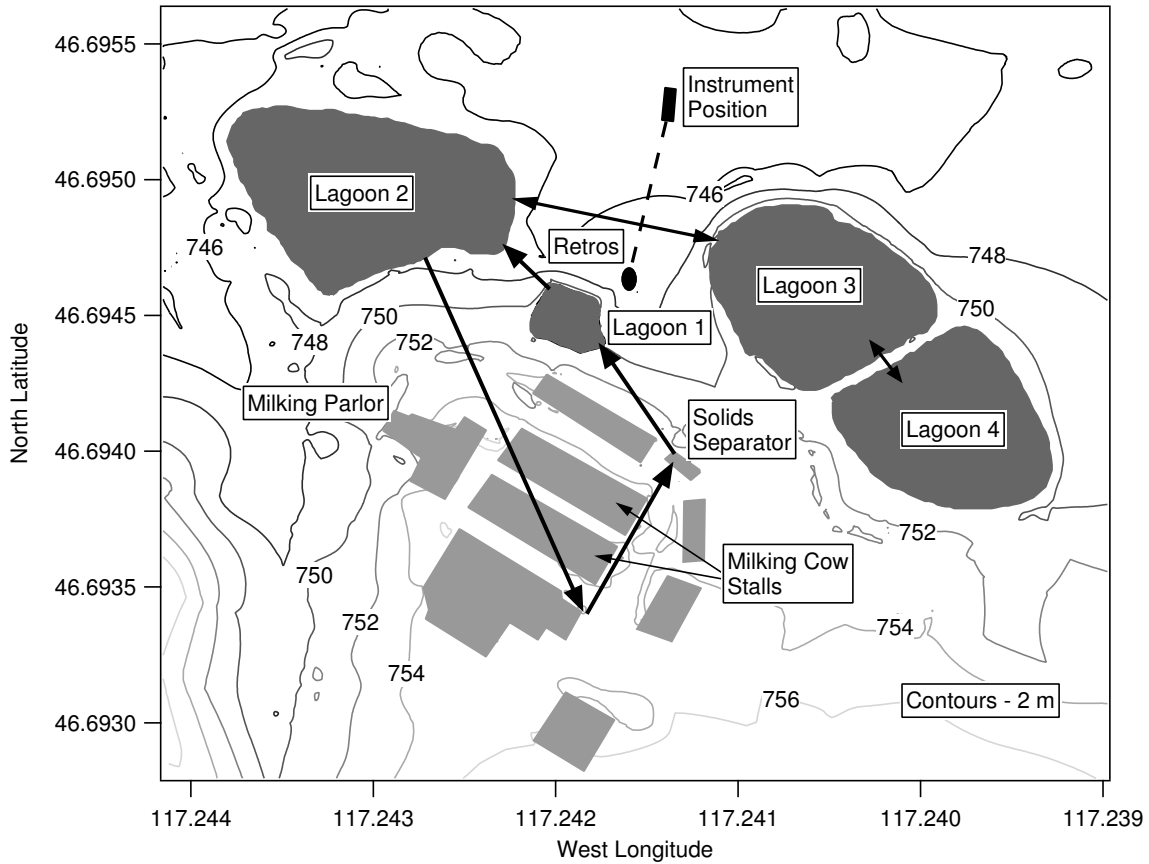 46.6955
46.6950
46.6945
46.6940
46.6935
46.6930
North Latitude
Instrument
Position
Lagoon 2
746
Retros
746
748
Lagoon 3
750
750
Lagoon 1
748
752
Milking Parlor
Solids
Separator
Lagoon 4
752
Milking Cow
Stalls
750
752
754
754
756
Contours - 2 m
117.244
117.243
117.242
117.241
117.240
117.239
West Longitude